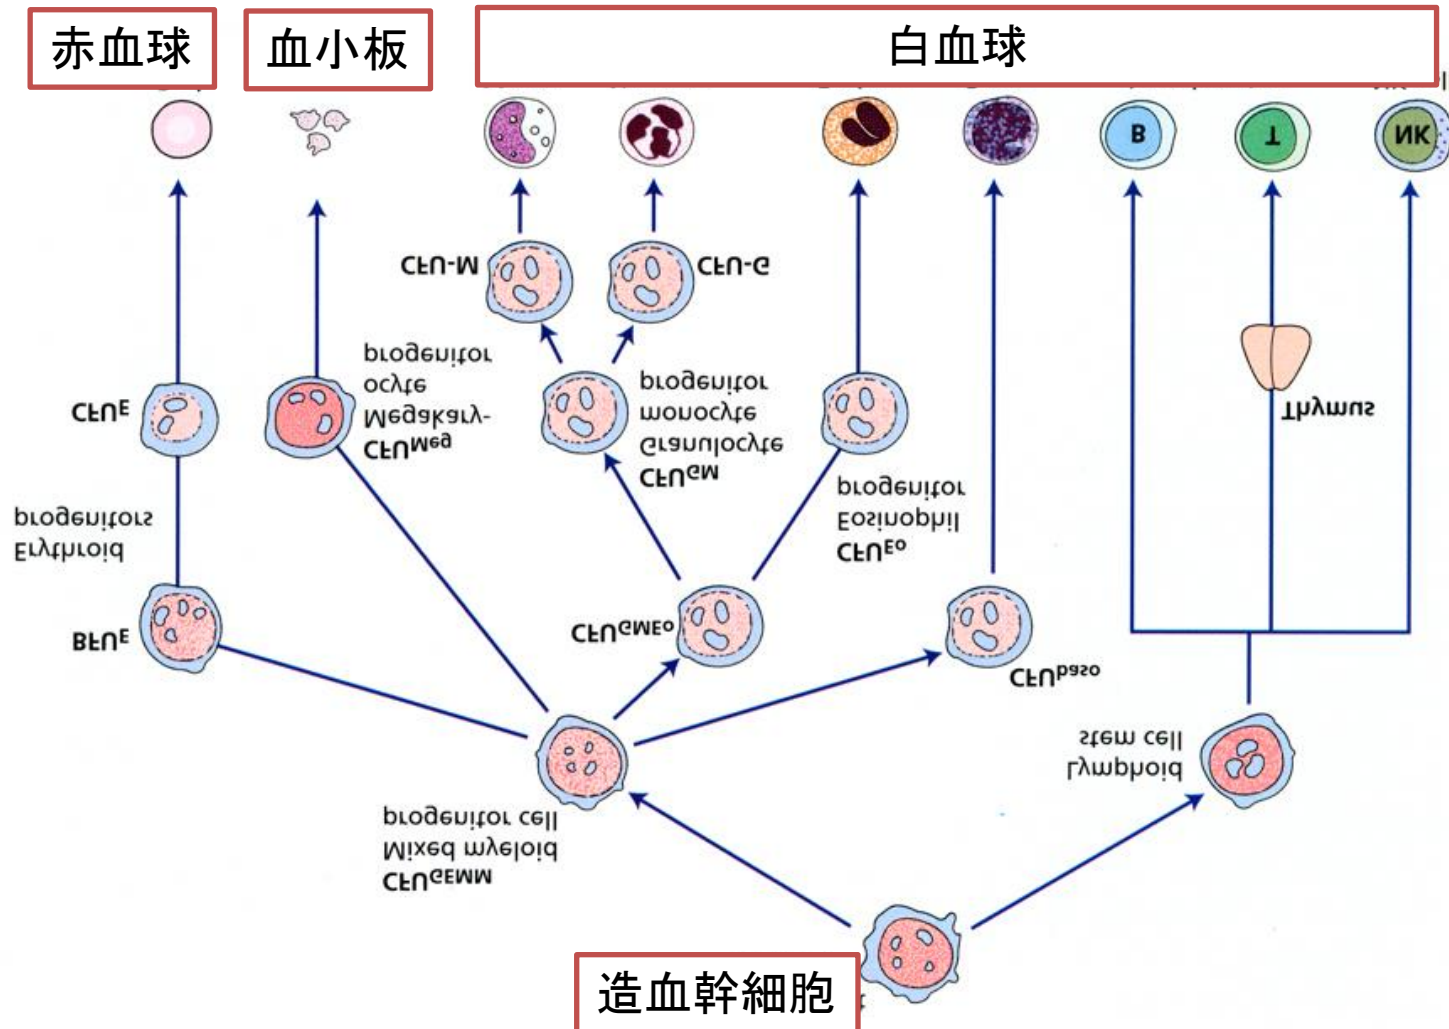 赤血球
血小板
白血球
B
T
NK
CFU-M
CFU-G
CFUE
CFUMeg
Megakary-
ocyte
progenitor
CFUGM
Granulocyte
monocyte
progenitor
Thymus
Erythroid
progenitors
CFUEo
Eosinophil
progenitor
BFUE
CFUGMEo
CFUbaso
Lymphoid
stem cell
CFUGEMM
Mixed myeloid
progenitor cell
造血幹細胞